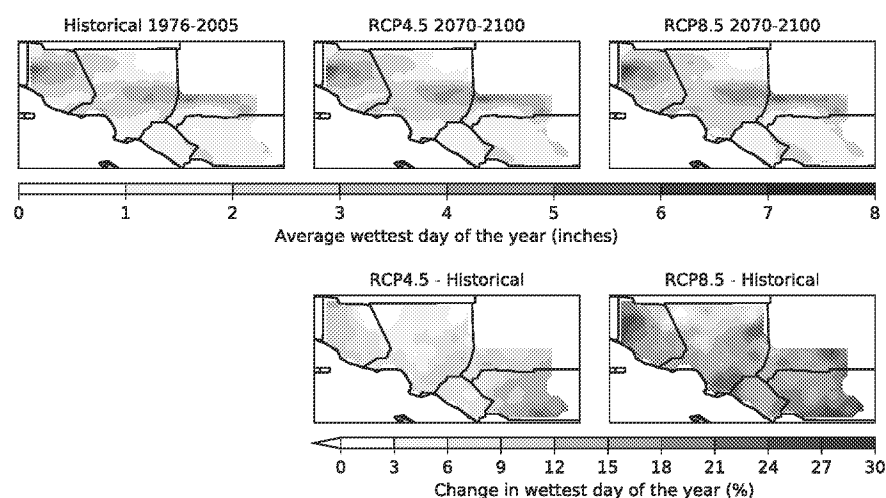 Historical 1976-2005 RCP4.5 2070-2100 RCP8.5 2070-2100
0 1 2 3 4 5 6 7 8
Average wettest day of the year (inches)
RCP4.5 - Historical RCP8.5 - Historical
0 3 6 9 12 15 18 21 24 27 30
Change in wettest day of the year (%)